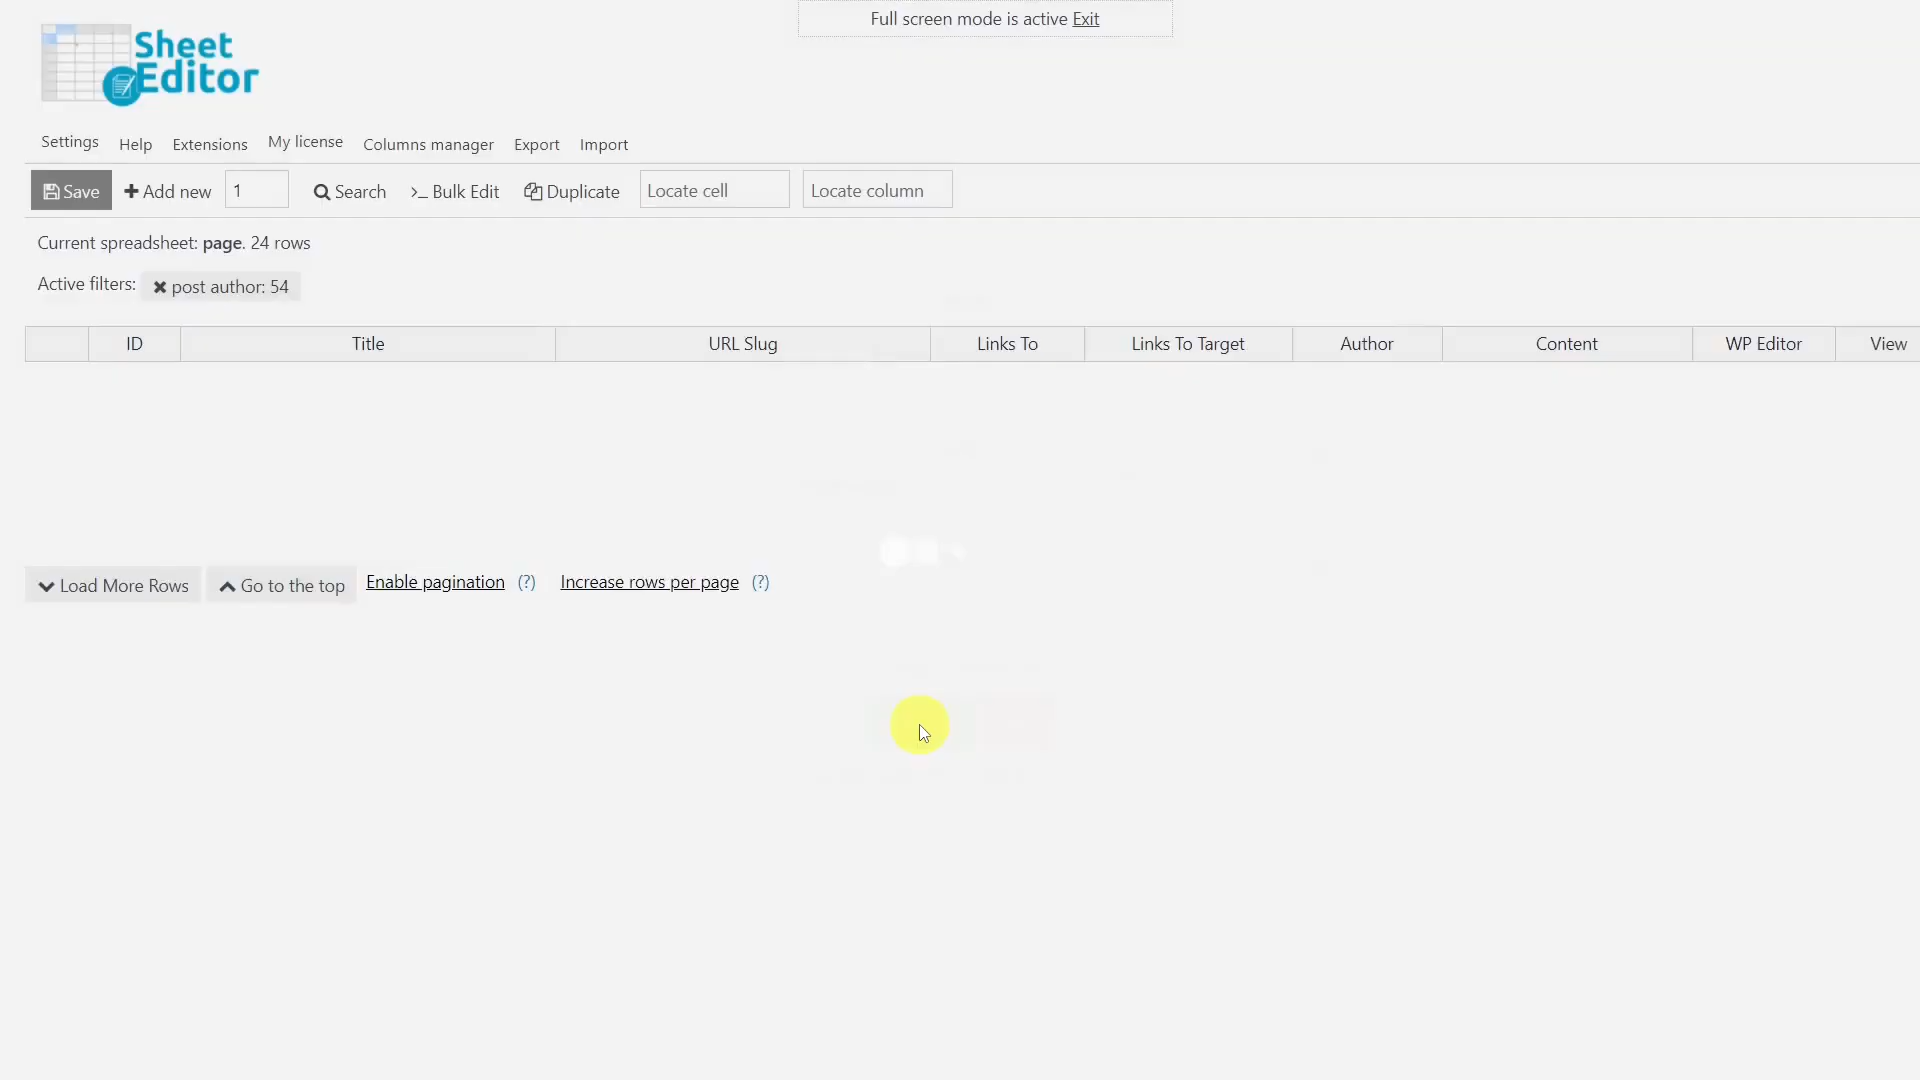 Full screen mode is active Exit
Sheet
Editor
Settings Help Extensions My license Columns manager Export Import
Save Add new 1 Search >_ Bulk Edit Duplicate Locate cell Locate column
Current spreadsheet: page. 24 rows
Active filters: ✖ post author: 54
ID Title URL Slug Links To Links To Target Author Content WP Editor View
Load More Rows Go to the top Enable pagination (?) Increase rows per page (?)